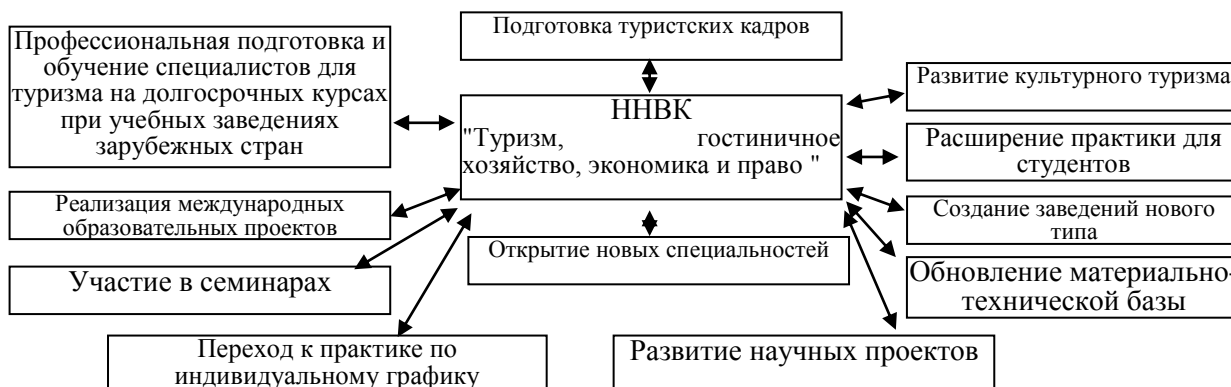 Подготовка туристских кадров
Профессиональная подготовка и
обучение специалистов для
туризма на долгосрочных курсах
при учебных заведениях
зарубежных стран
ННВК
"Туризм, гостиничное
хозяйство, экономика и право "
Развитие культурного туризма
Расширение практики для
студентов
Реализация международных
образовательных проектов
Создание заведений нового
типа
Открытие новых специальностей
Участие в семинарах
Обновление материально-
технической базы
Переход к практике по
индивидуальному графику
Развитие научных проектов